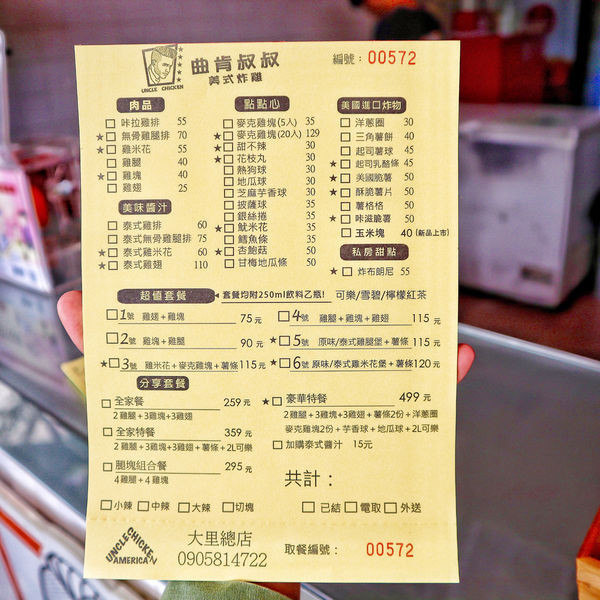 UNCLE CHICKEN
曲肯叔叔
美式炸雞
編號： 00572
肉品
咔拉雞排 55
★ 無骨雞腿排 70
★ 雞米花 55
雞腿 40
★ 雞塊 40
雞翅 25
美味醬汁
泰式雞排 60
泰式無骨雞腿排 75
★ 泰式雞米花 60
★ 泰式雞翅 110
點點心
麥克雞塊(5人) 35
★ 麥克雞塊(20人) 129
★ 甜不辣 30
★ 花枝丸 30
熱狗球 30
地瓜球 30
芝麻芋香球 30
披薩球 35
銀絲捲 35
★ 魷米花 35
鱈魚條 35
★ 杏鮑菇 50
甘梅地瓜條 50
美國進口炸物
洋蔥圈 30
三角薯餅 40
起司薯球 45
★ 起司乳酪條 45
★ 美國脆薯 50
★ 酥脆薯片 50
薯格格 50
★ 咔滋脆薯 50
玉米塊 40 (新品上市)
私房甜點
★ 炸布朗尼 55
超值套餐
套餐均附250ml飲料乙瓶! 可樂/雪碧/檸檬紅茶
1號 雞翅+雞塊 75元
2號 雞塊+雞腿 90元
★ 3號 雞米花+麥克雞塊+薯條 115元
4號 雞腿+雞塊+雞翅 115元
★ 5號 原味/泰式雞腿堡+薯條 115元
★ 6號 原味/泰式雞米花堡+薯條 120元
分享套餐
全家餐 259元
2雞腿+3雞塊+3雞翅
全家特餐 359元
2雞腿+3雞塊+3雞翅+薯條+2L可樂
腿塊組合餐 295元
4雞腿+4雞塊
★ 豪華特餐 499元
2雞腿+3雞塊+3雞翅+薯條2份+洋蔥圈
麥克雞塊2份+芋香球+地瓜球+2L可樂
加購泰式醬汁 15元
共計：
小辣 中辣 大辣 切塊
已結 電取 外送
UNCLE CHICKEN
AMERICAN
大里總店
0905814722
取餐編號： 00572